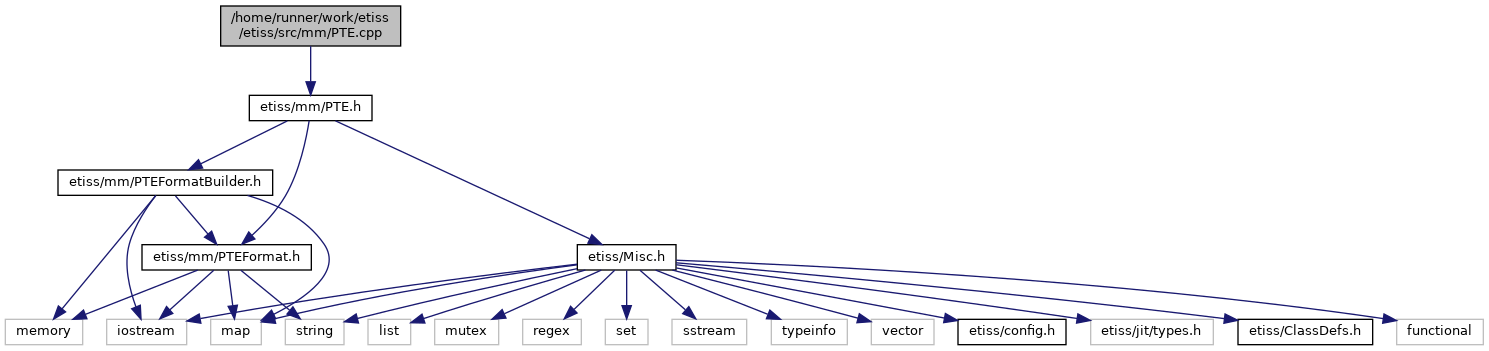 /home/runner/work/etiss
/etiss/src/mm/PTE.cpp
etiss/mm/PTE.h
etiss/mm/PTEFormatBuilder.h
etiss/mm/PTEFormat.h
etiss/Misc.h
memory
iostream
map
string
list
mutex
regex
set
sstream
typeinfo
vector
etiss/config.h
etiss/jit/types.h
etiss/ClassDefs.h
functional